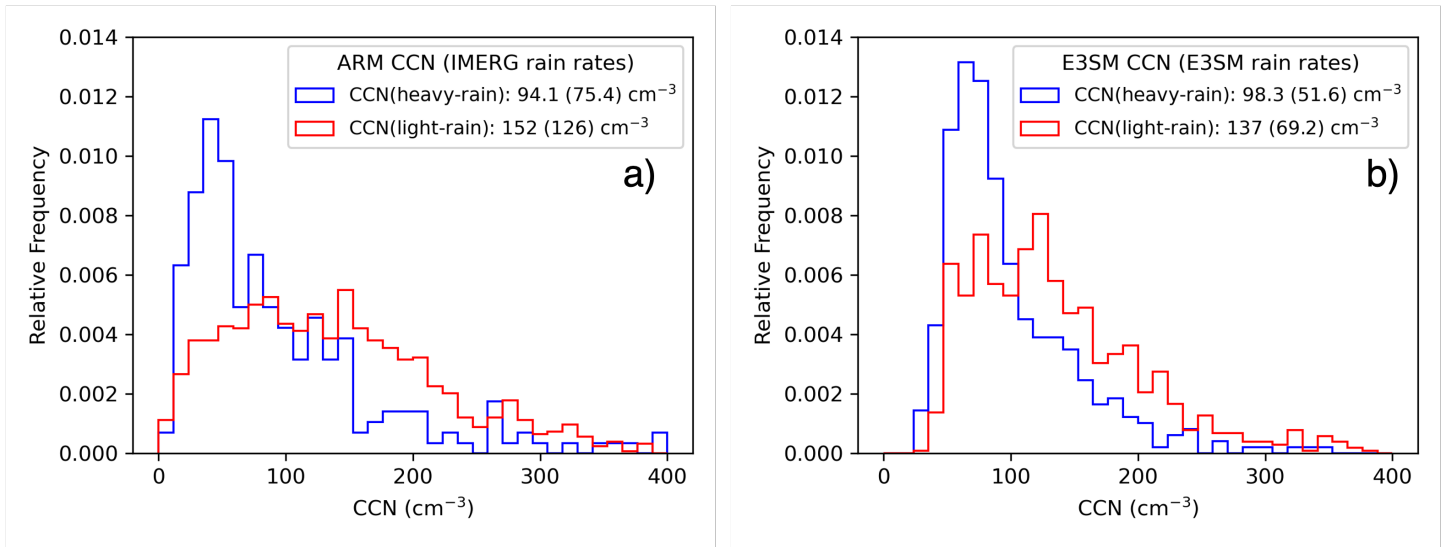 0.014
0.012
0.010
0.008
0.006
0.004
0.002
0.000
Relative Frequency
ARM CCN (IMERG rain rates)
CCN(heavy-rain): 94.1 (75.4) cm⁻³
CCN(light-rain): 152 (126) cm⁻³
a)
0 100 200 300 400
CCN (cm⁻³)
0.014
0.012
0.010
0.008
0.006
0.004
0.002
0.000
Relative Frequency
E3SM CCN (E3SM rain rates)
CCN(heavy-rain): 98.3 (51.6) cm⁻³
CCN(light-rain): 137 (69.2) cm⁻³
b)
0 100 200 300 400
CCN (cm⁻³)